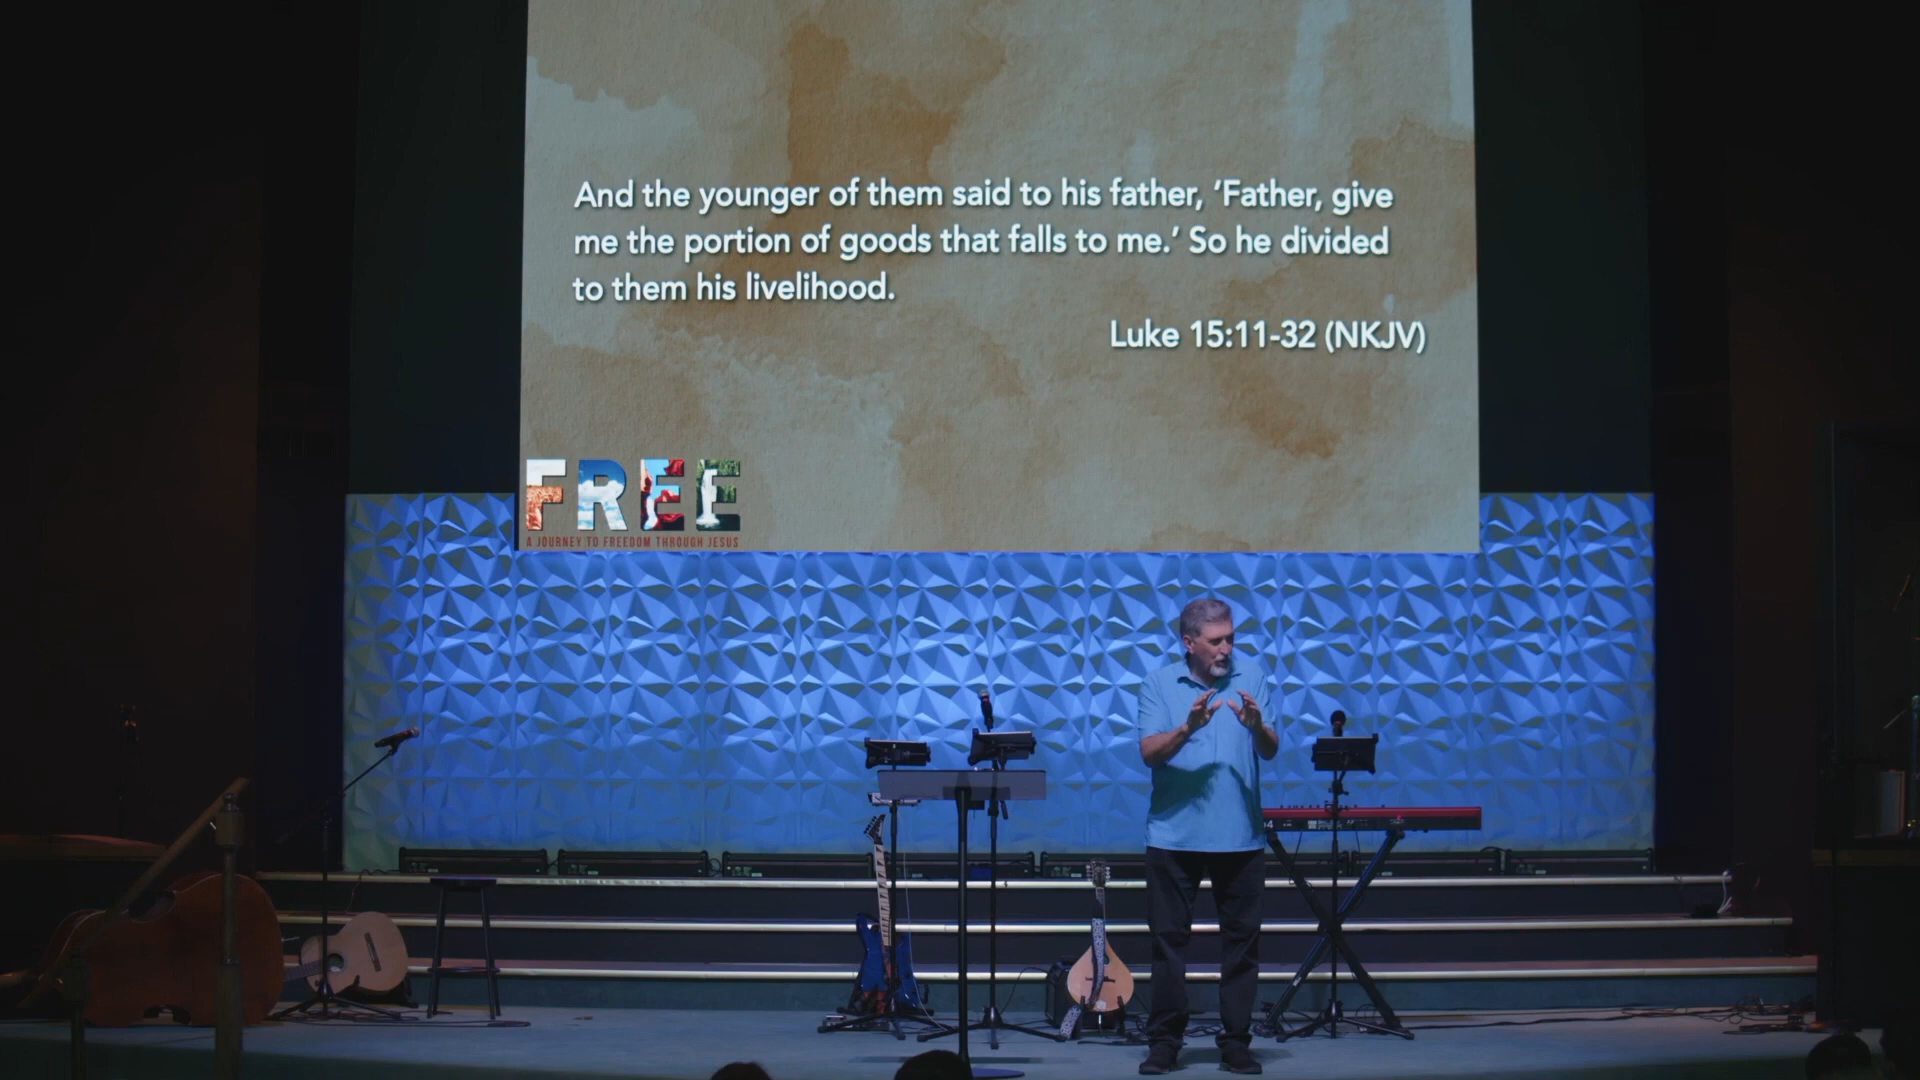 And the younger of them said to his father, ‘Father, give
me the portion of goods that falls to me.’ So he divided
to them his livelihood.
Luke 15:11-32 (NKJV)
FREE
A JOURNEY TO FREEDOM THROUGH JESUS